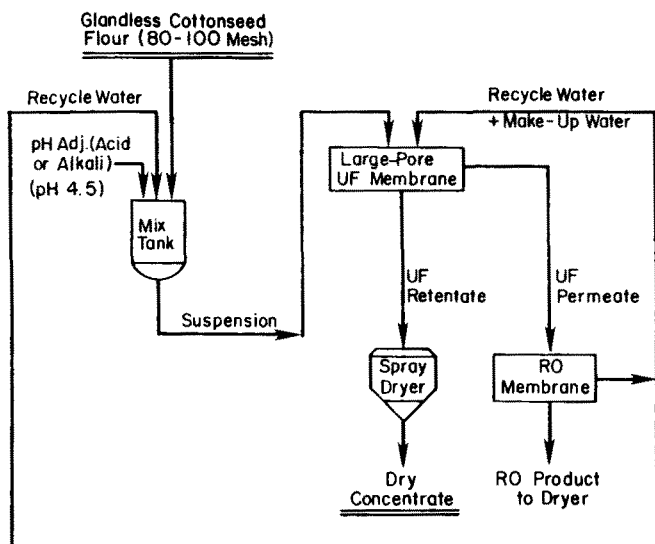 Glandless Cottonseed
Flour (80-100 Mesh)
Recycle Water
pH Adj.(Acid
or Alkali)
(pH 4.5)
Mix
Tank
Suspension
Recycle Water
+ Make-Up Water
Large-Pore
UF Membrane
UF
Retentate
UF
Permeate
Spray
Dryer
RO
Membrane
Dry
Concentrate
RO Product
to Dryer